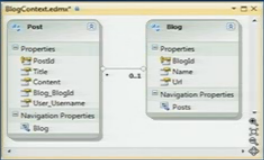 BlogContext.edmx*
Post
Properties
PostId
Title
Content
Blog_BlogId
User_Username
Navigation Properties
Blog
*
0..1
Blog
Properties
BlogId
Name
Url
Navigation Properties
Posts